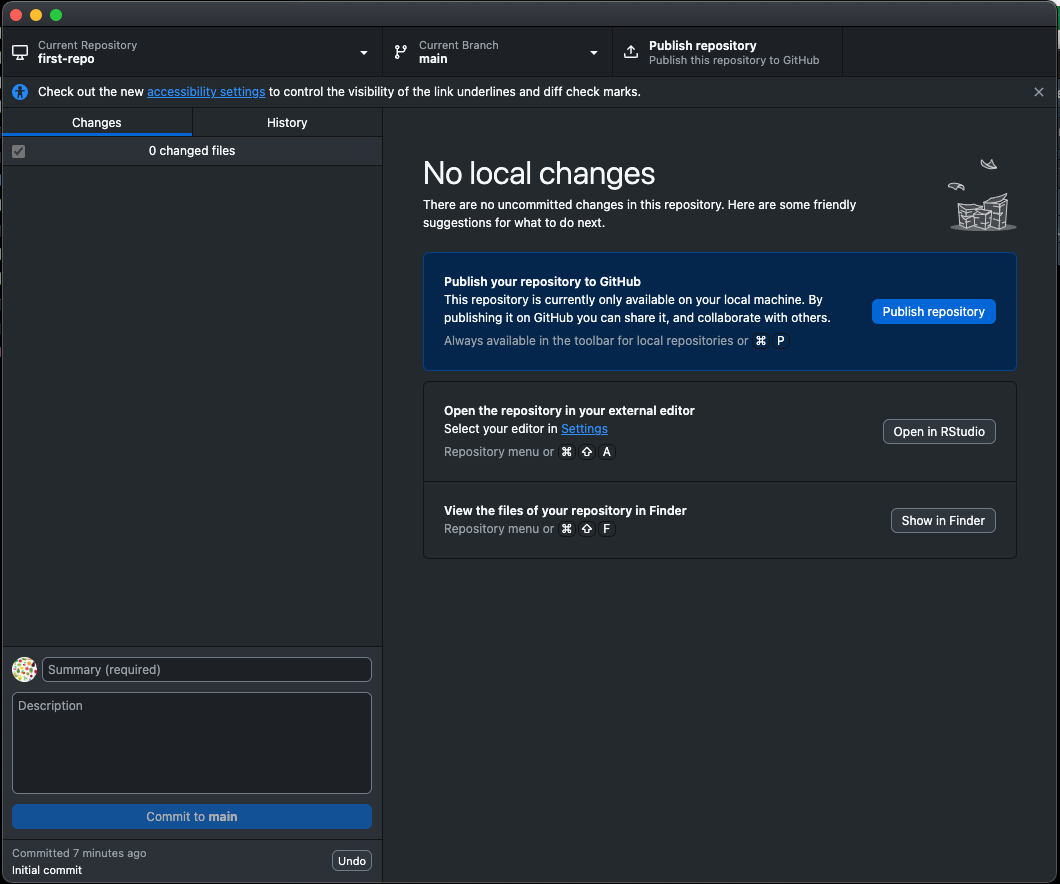 Current Repository
first-repo
Current Branch
main
Publish repository
Publish this repository to GitHub
Check out the new accessibility settings to control the visibility of the link underlines and diff check marks.
Changes
History
0 changed files
No local changes
There are no uncommitted changes in this repository. Here are some friendly
suggestions for what to do next.
Publish your repository to GitHub
This repository is currently only available on your local machine. By
publishing it on GitHub you can share it, and collaborate with others.
Always available in the toolbar for local repositories or ⌘ P
Publish repository
Open the repository in your external editor
Select your editor in Settings
Repository menu or ⌘ ⇧ A
Open in RStudio
View the files of your repository in Finder
Repository menu or ⌘ ⇧ F
Show in Finder
Summary (required)
Description
Commit to main
Committed 7 minutes ago
Initial commit
Undo